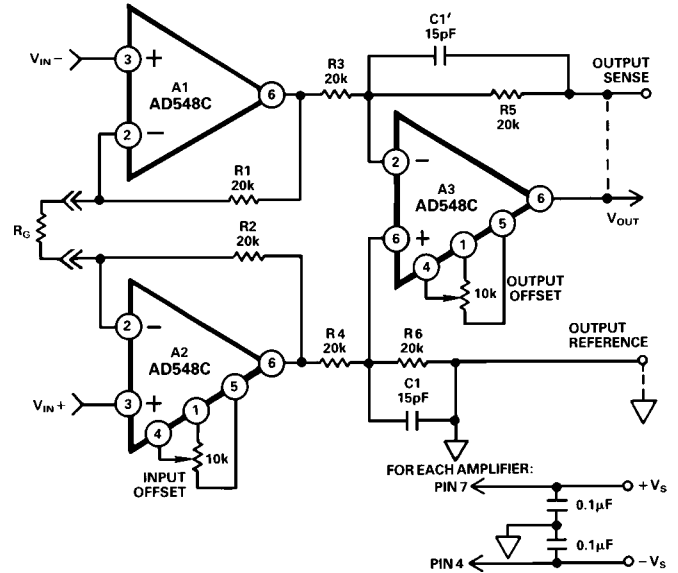 C1'
15pF
VIN−
3
+
A1
AD548C
6
2
−
R3
20k
OUTPUT
SENSE
R5
20k
R1
20k
RG
R2
20k
2
−
A3
AD548C
6
VOUT
6
+
5
1
4
10k
OUTPUT
OFFSET
2
−
A2
AD548C
6
R4
20k
R6
20k
OUTPUT
REFERENCE
C1
15pF
VIN+
3
+
5
1
4
10k
INPUT
OFFSET
FOR EACH AMPLIFIER:
PIN 7
+VS
0.1μF
0.1μF
PIN 4
−VS